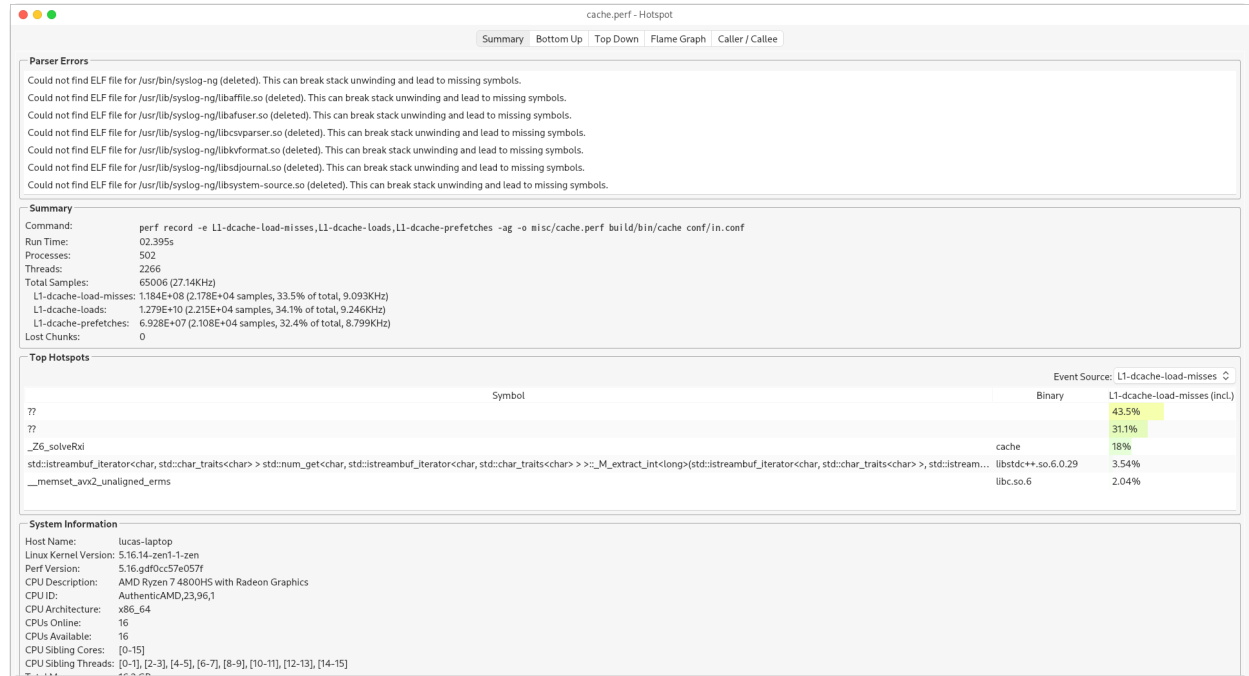 cache.perf - Hotspot
Summary Bottom Up Top Down Flame Graph Caller / Callee
Parser Errors
Could not find ELF file for /usr/bin/syslog-ng (deleted). This can break stack unwinding and lead to missing symbols.
Could not find ELF file for /usr/lib/syslog-ng/libaffile.so (deleted). This can break stack unwinding and lead to missing symbols.
Could not find ELF file for /usr/lib/syslog-ng/libafuser.so (deleted). This can break stack unwinding and lead to missing symbols.
Could not find ELF file for /usr/lib/syslog-ng/libcsvparser.so (deleted). This can break stack unwinding and lead to missing symbols.
Could not find ELF file for /usr/lib/syslog-ng/libkvformat.so (deleted). This can break stack unwinding and lead to missing symbols.
Could not find ELF file for /usr/lib/syslog-ng/libsdjournal.so (deleted). This can break stack unwinding and lead to missing symbols.
Could not find ELF file for /usr/lib/syslog-ng/libsystem-source.so (deleted). This can break stack unwinding and lead to missing symbols.
Summary
Command: perf record -e L1-dcache-load-misses,L1-dcache-loads,L1-dcache-prefetches -ag -o misc/cache.perf build/bin/cache conf/in.conf
Run Time: 02.395s
Processes: 502
Threads: 2266
Total Samples: 65006 (27.14KHz)
L1-dcache-load-misses: 1.184E+08 (2.178E+04 samples, 33.5% of total, 9.093KHz)
L1-dcache-loads: 1.279E+10 (2.215E+04 samples, 34.1% of total, 9.246KHz)
L1-dcache-prefetches: 6.928E+07 (2.108E+04 samples, 32.4% of total, 8.799KHz)
Lost Chunks: 0
Top Hotspots
Event Source: L1-dcache-load-misses
Symbol Binary L1-dcache-load-misses (incl.)
?? 43.5%
?? 31.1%
_Z6_solveRxi cache 18%
std::istreambuf_iterator<char, std::char_traits<char> > std::num_get<char, std::istreambuf_iterator<char, std::char_traits<char> > >::_M_extract_int<long>(std::istreambuf_iterator<char, std::char_traits<char> >, std::istream... libstdc++.so.6.0.29 3.54%
__memset_avx2_unaligned_erms libc.so.6 2.04%
System Information
Host Name: lucas-laptop
Linux Kernel Version: 5.16.14-zen1-1-zen
Perf Version: 5.16.gdf0cc57e057f
CPU Description: AMD Ryzen 7 4800HS with Radeon Graphics
CPU ID: AuthenticAMD,23,96,1
CPU Architecture: x86_64
CPUs Online: 16
CPUs Available: 16
CPU Sibling Cores: [0-15]
CPU Sibling Threads: [0-1], [2-3], [4-5], [6-7], [8-9], [10-11], [12-13], [14-15]